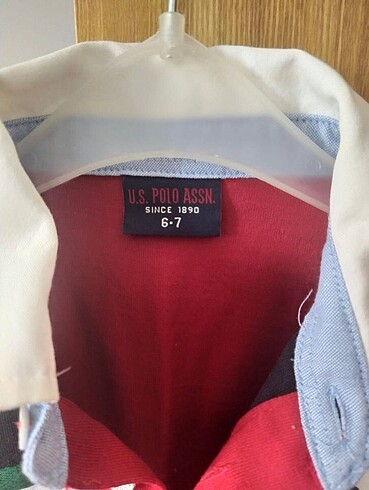 U.S. POLO ASSN.
SINCE 1890
6-7